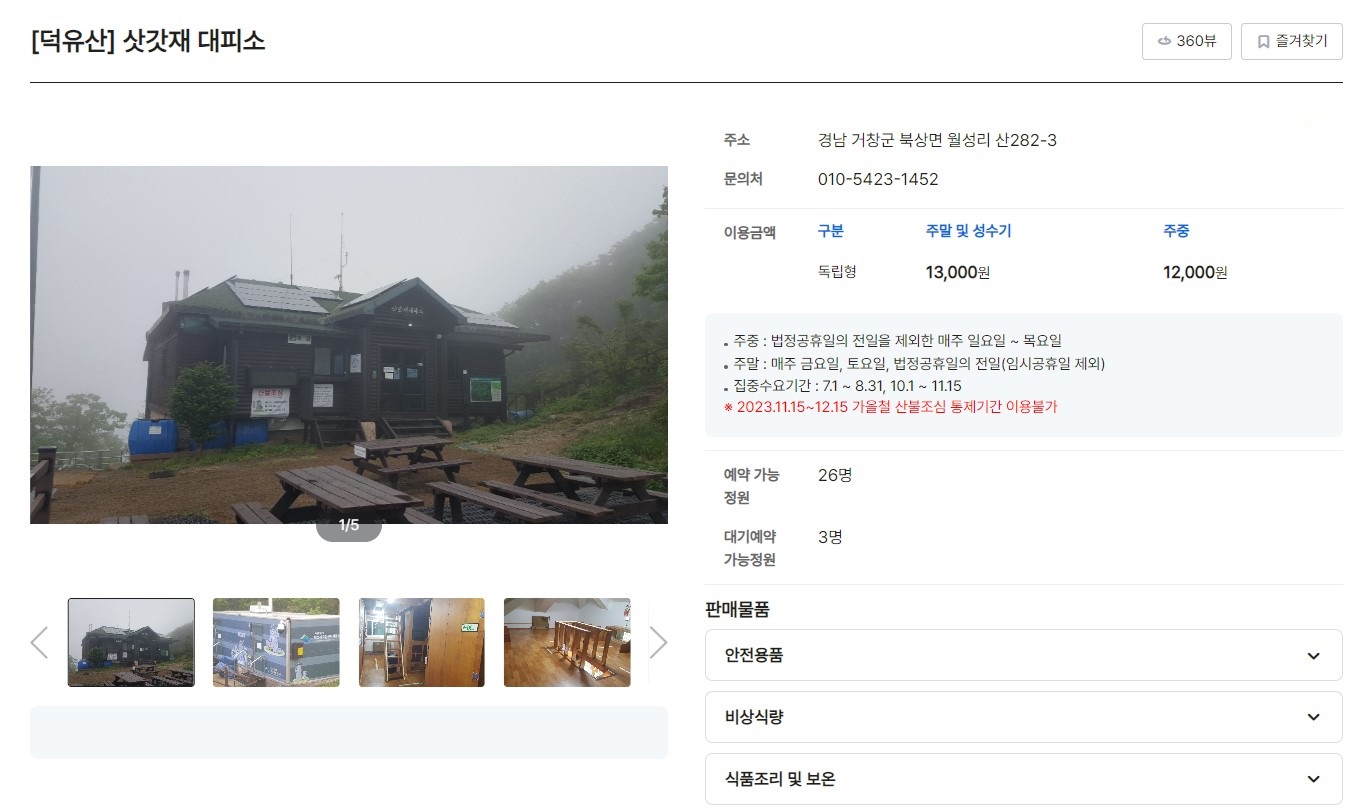 [덕유산] 삿갓재 대피소
360뷰
즐겨찾기
주소
경남 거창군 북상면 월성리 산282-3
문의처
010-5423-1452
이용금액
구분
주말 및 성수기
주중
독립형
13,000원
12,000원
주중 : 법정공휴일의 전일을 제외한 매주 일요일 ~ 목요일
주말 : 매주 금요일, 토요일, 법정공휴일의 전일(임시공휴일 제외)
집중수요기간 : 7.1 ~ 8.31, 10.1 ~ 11.15
※ 2023.11.15~12.15 가을철 산불조심 통제기간 이용불가
산불조심
1/5
예약 가능
정원
26명
대기예약
가능정원
3명
판매물품
안전용품
비상식량
식품조리 및 보온